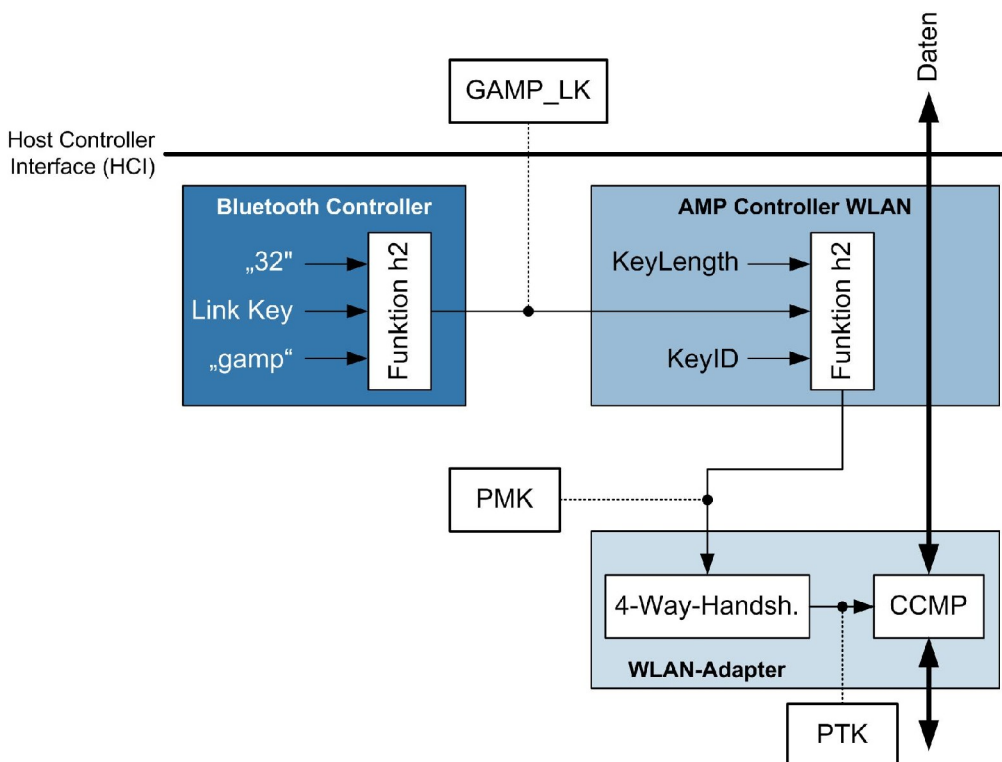 Daten
GAMP_LK
Host Controller
Interface (HCI)
Bluetooth Controller
„32"
Link Key
„gamp“
Funktion h2
AMP Controller WLAN
KeyLength
KeyID
Funktion h2
PMK
4-Way-Handsh.
CCMP
WLAN-Adapter
PTK